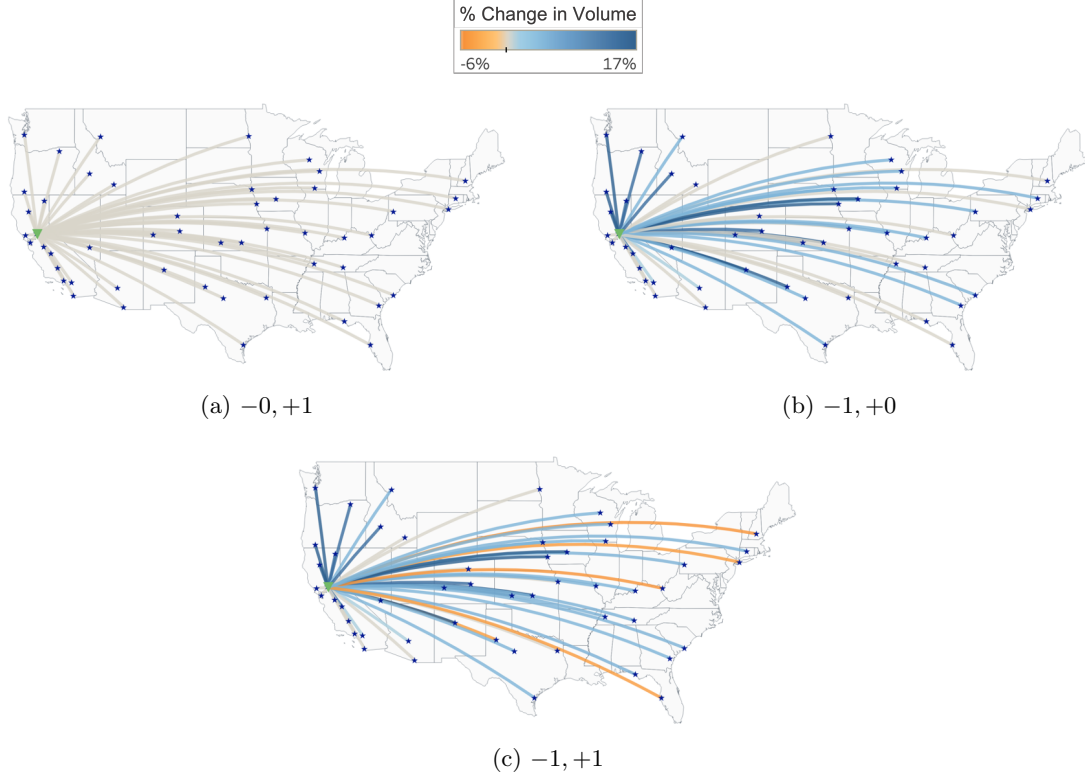 % Change in Volume
-6% 17%
(a) −0, +1
(b) −1, +0
(c) −1, +1